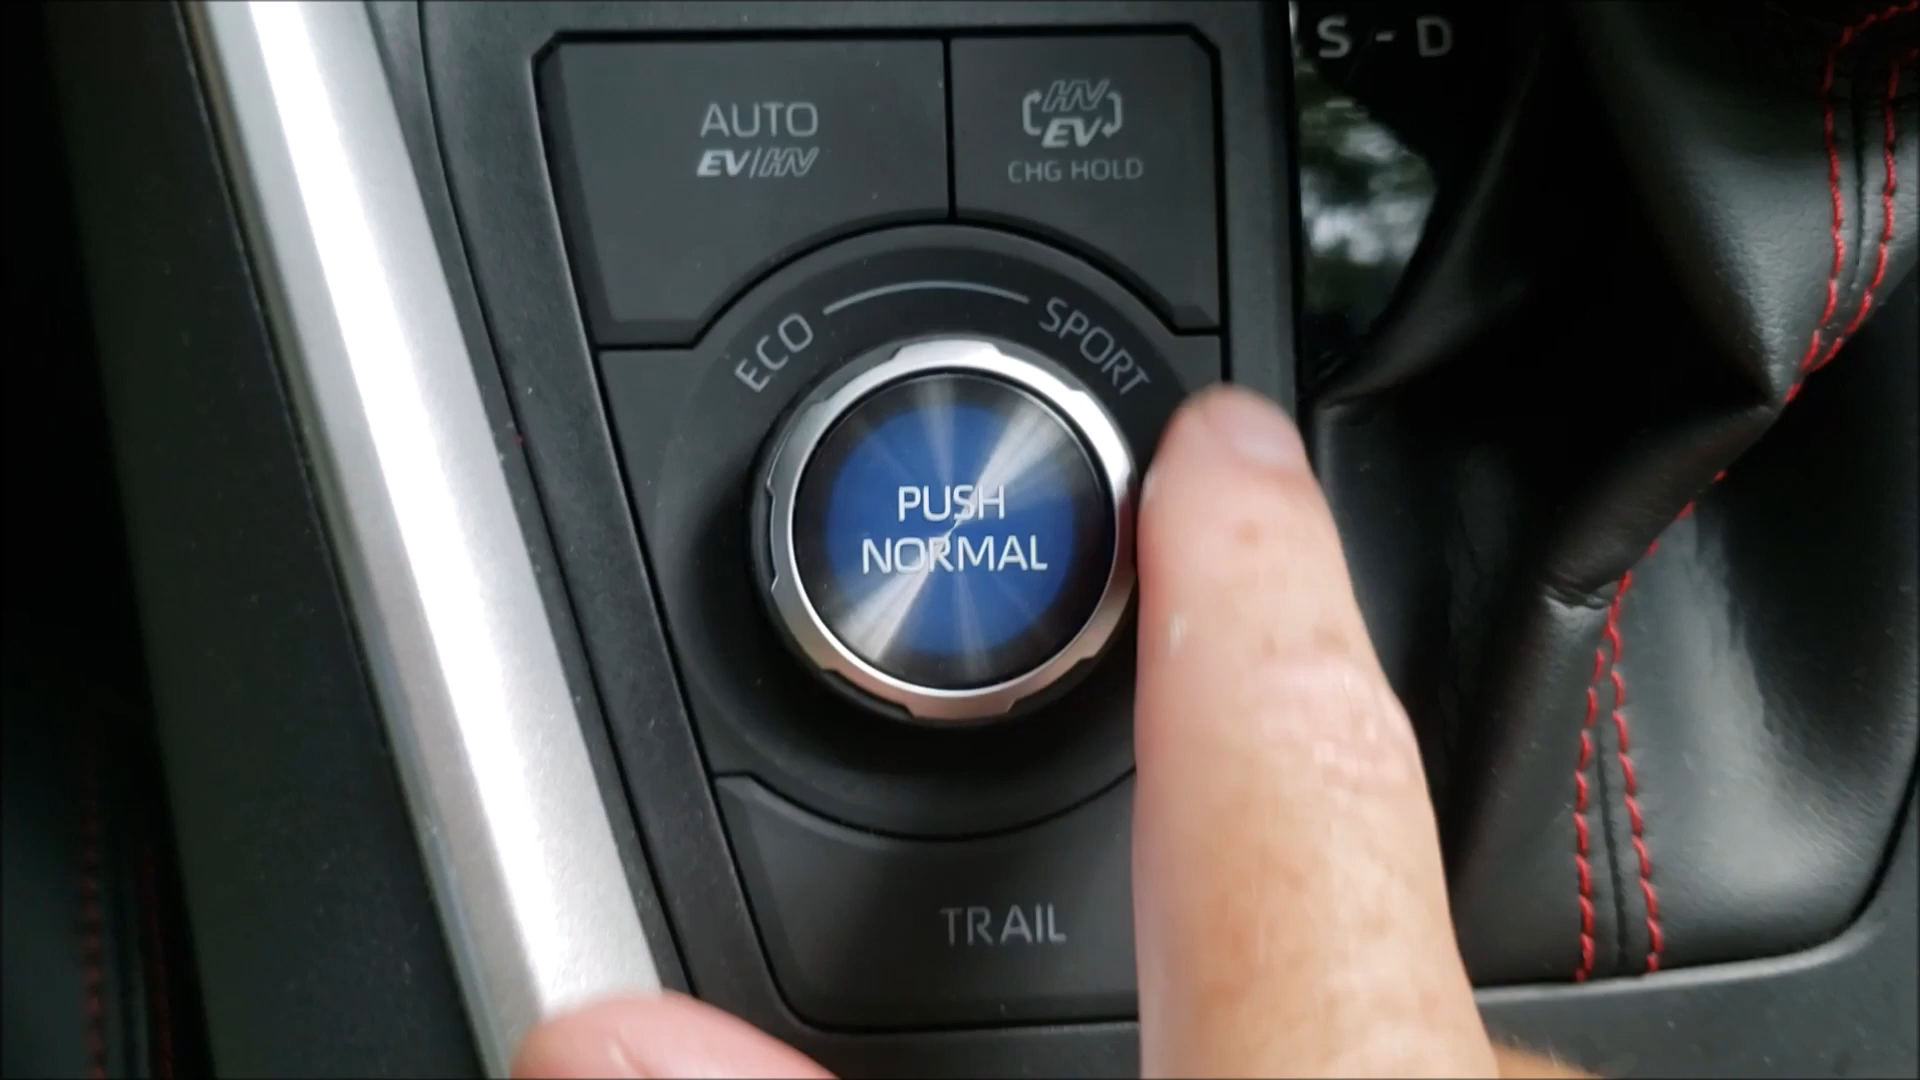 S - D
AUTO
EV|HV
HV
EV
CHG HOLD
ECO
SPORT
PUSH
NORMAL
TRAIL